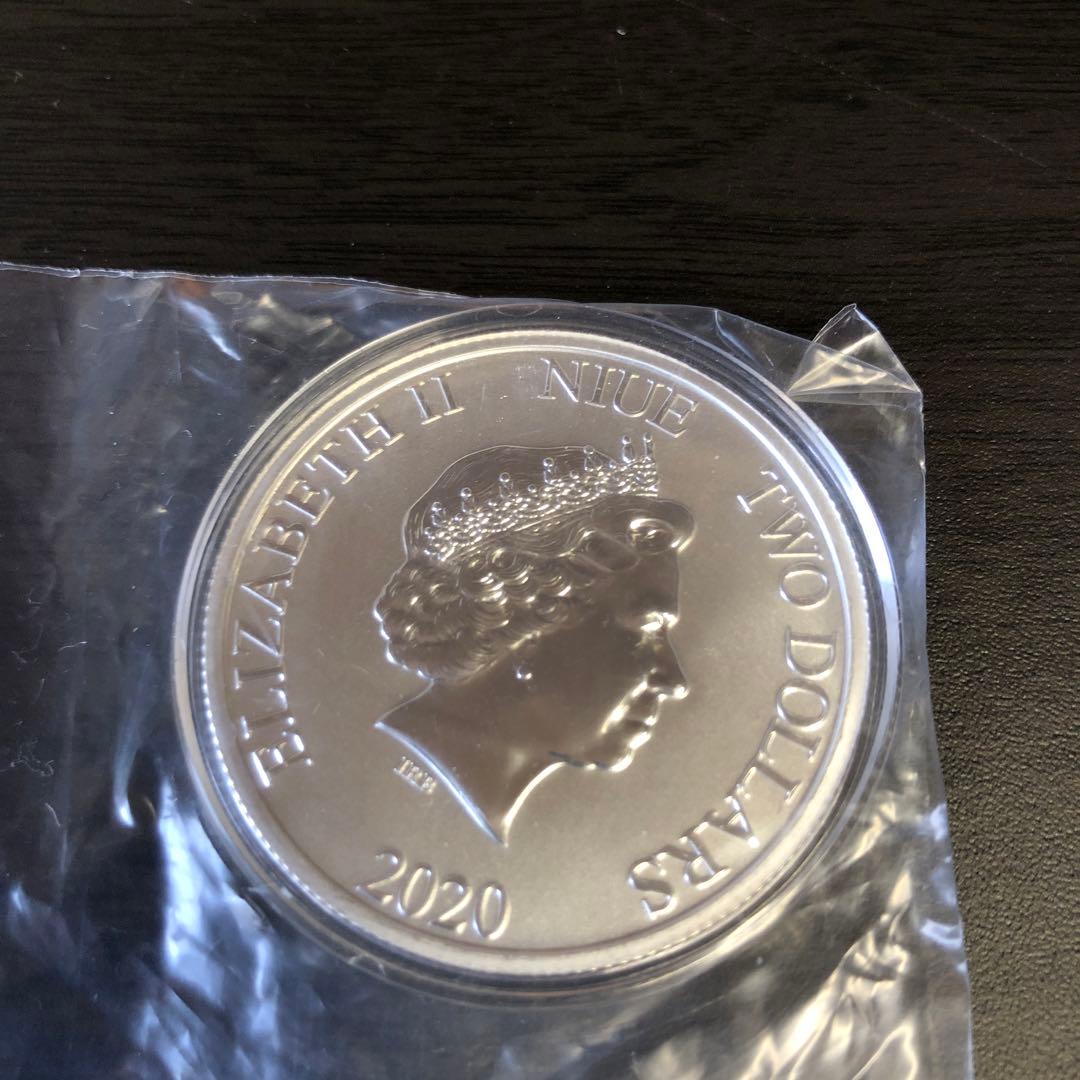 ELIZABETH II
NIUE
TWO DOLLARS
IRB
2020